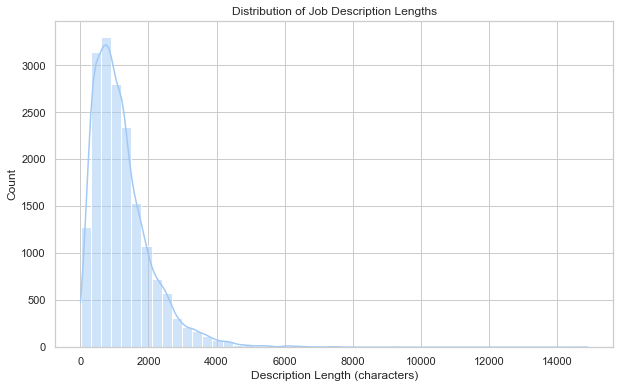 Distribution of Job Description Lengths
Count
3000
2500
2000
1500
1000
500
0
0 2000 4000 6000 8000 10000 12000 14000
Description Length (characters)